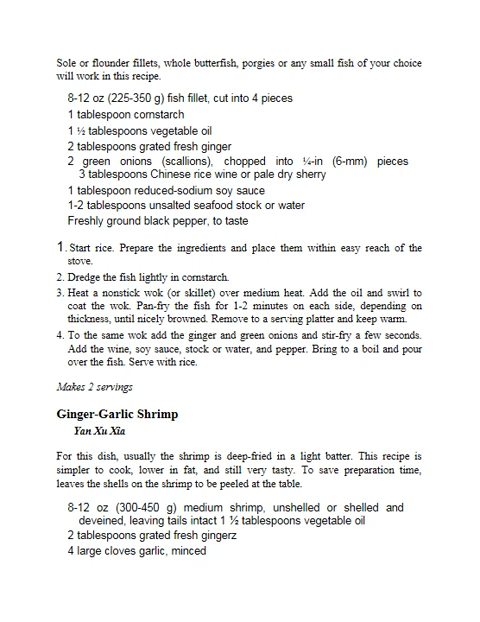 Sole or flounder fillets, whole butterfish, porgies or any small fish of your choice
will work in this recipe.
8-12 oz (225-350 g) fish fillet, cut into 4 pieces
1 tablespoon cornstarch
1 ½ tablespoons vegetable oil
2 tablespoons grated fresh ginger
2 green onions (scallions), chopped into ¼-in (6-mm) pieces
3 tablespoons Chinese rice wine or pale dry sherry
1 tablespoon reduced-sodium soy sauce
1-2 tablespoons unsalted seafood stock or water
Freshly ground black pepper, to taste
1. Start rice. Prepare the ingredients and place them within easy reach of the
stove.
2. Dredge the fish lightly in cornstarch.
3. Heat a nonstick wok (or skillet) over medium heat. Add the oil and swirl to
coat the wok. Pan-fry the fish for 1-2 minutes on each side, depending on
thickness, until nicely browned. Remove to a serving platter and keep warm.
4. To the same wok add the ginger and green onions and stir-fry a few seconds.
Add the wine, soy sauce, stock or water, and pepper. Bring to a boil and pour
over the fish. Serve with rice.
Makes 2 servings
Ginger-Garlic Shrimp
Yan Xu Xia
For this dish, usually the shrimp is deep-fried in a light batter. This recipe is
simpler to cook, lower in fat, and still very tasty. To save preparation time,
leaves the shells on the shrimp to be peeled at the table.
8-12 oz (300-450 g) medium shrimp, unshelled or shelled and
deveined, leaving tails intact 1 ½ tablespoons vegetable oil
2 tablespoons grated fresh gingerz
4 large cloves garlic, minced